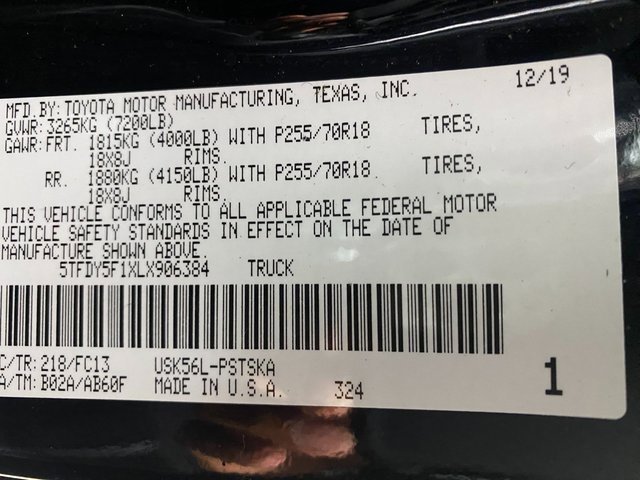 MFD.BY: TOYOTA MOTOR MANUFACTURING, TEXAS, INC. 12/19
GVWR: 3265KG (7200LB)
GAWR: FRT. 1815KG (4000LB) WITH P255/70R18 TIRES,
18X8J RIMS.
RR. 1880KG (4150LB) WITH P255/70R18 TIRES,
18X8J RIMS.
THIS VEHICLE CONFORMS TO ALL APPLICABLE FEDERAL MOTOR
VEHICLE SAFETY STANDARDS IN EFFECT ON THE DATE OF
MANUFACTURE SHOWN ABOVE.
5TFDY5F1XLX906384 TRUCK
C/TR: 218/FC13 USK56L-PSTSKA
A/TM: B02A/AB60F MADE IN U.S.A. 324 1